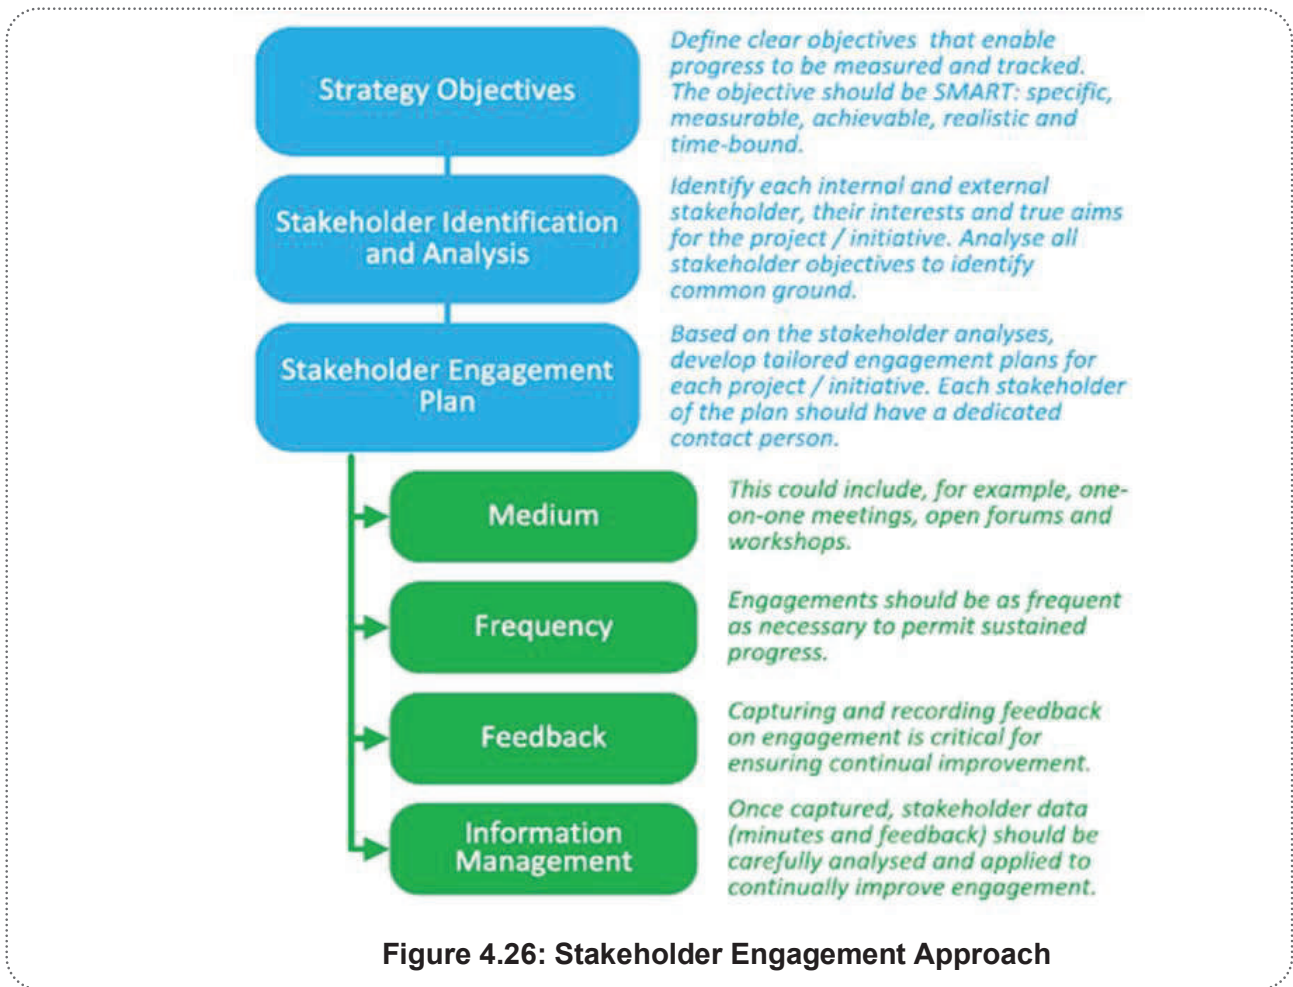 Strategy Objectives
Define clear objectives that enable
progress to be measured and tracked.
The objective should be SMART: specific,
measurable, achievable, realistic and
time-bound.
Stakeholder Identification
and Analysis
Identify each internal and external
stakeholder, their interests and true aims
for the project / initiative. Analyse all
stakeholder objectives to identify
common ground.
Stakeholder Engagement
Plan
Based on the stakeholder analyses,
develop tailored engagement plans for
each project / initiative. Each stakeholder
of the plan should have a dedicated
contact person.
Medium
This could include, for example, one-
on-one meetings, open forums and
workshops.
Frequency
Engagements should be as frequent
as necessary to permit sustained
progress.
Feedback
Capturing and recording feedback
on engagement is critical for
ensuring continual improvement.
Information
Management
Once captured, stakeholder data
(minutes and feedback) should be
carefully analysed and applied to
continually improve engagement.
Figure 4.26: Stakeholder Engagement Approach